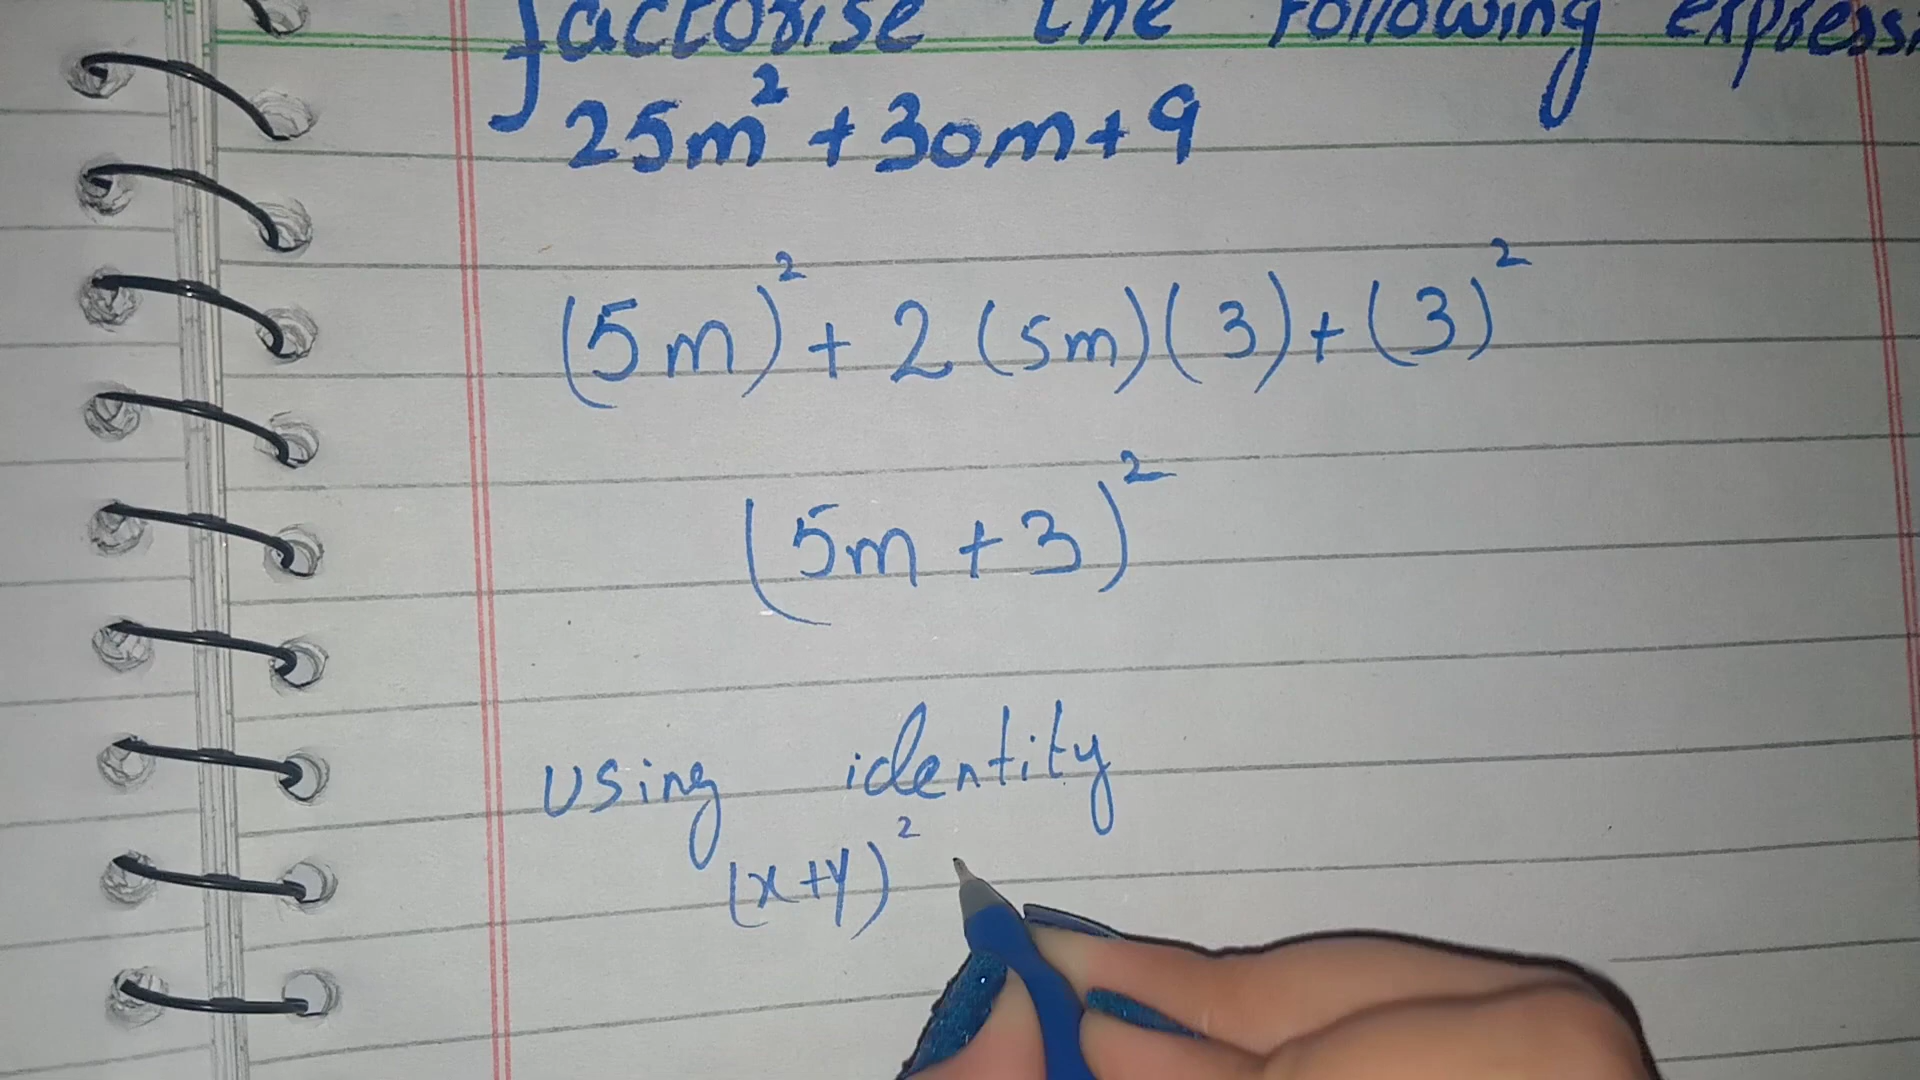 factorise the following express
25m² + 30m + 9
(5m)² + 2(5m)(3) + (3)²
(5m + 3)²
Using identity
(x+y)²